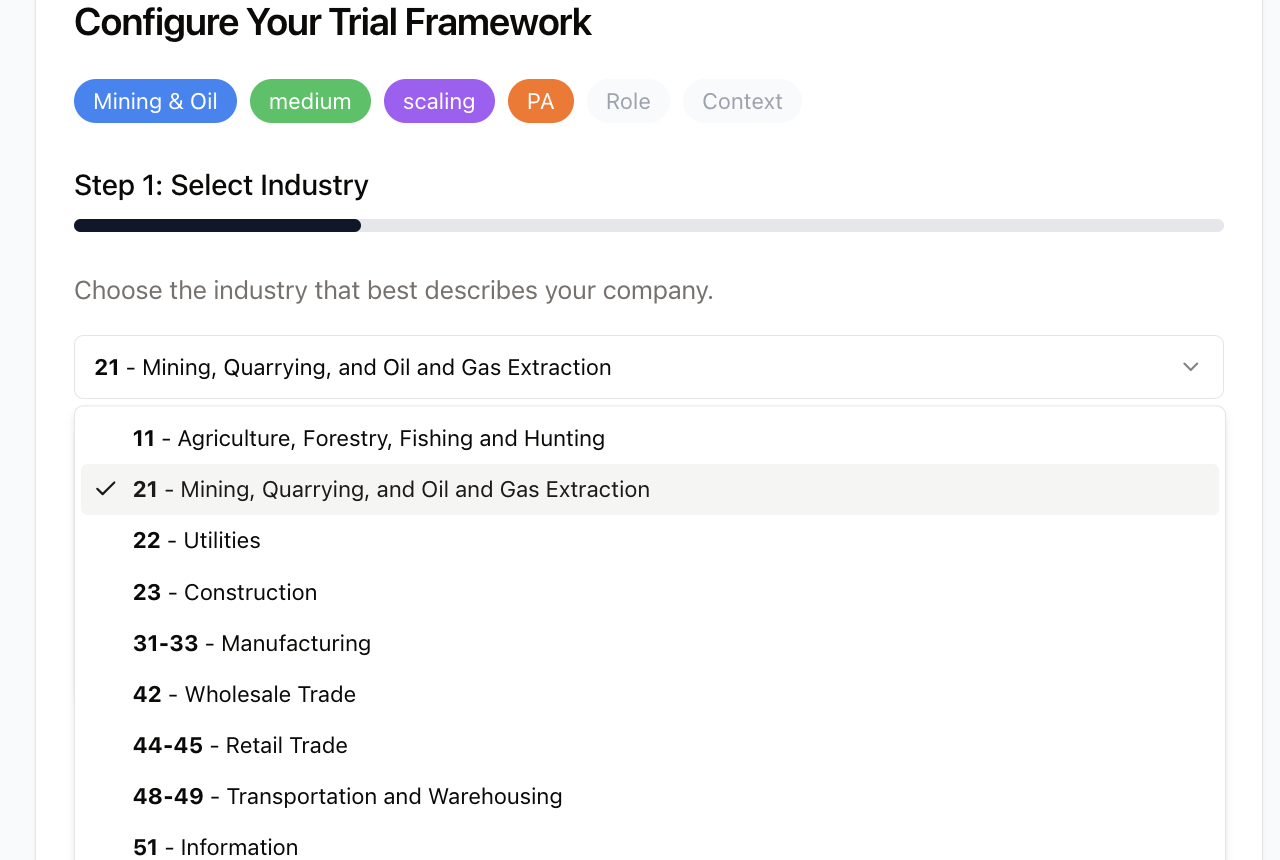 Configure Your Trial Framework
Mining & Oil medium scaling PA Role Context
Step 1: Select Industry
Choose the industry that best describes your company.
21 - Mining, Quarrying, and Oil and Gas Extraction
11 - Agriculture, Forestry, Fishing and Hunting
21 - Mining, Quarrying, and Oil and Gas Extraction
22 - Utilities
23 - Construction
31-33 - Manufacturing
42 - Wholesale Trade
44-45 - Retail Trade
48-49 - Transportation and Warehousing
51 - Information